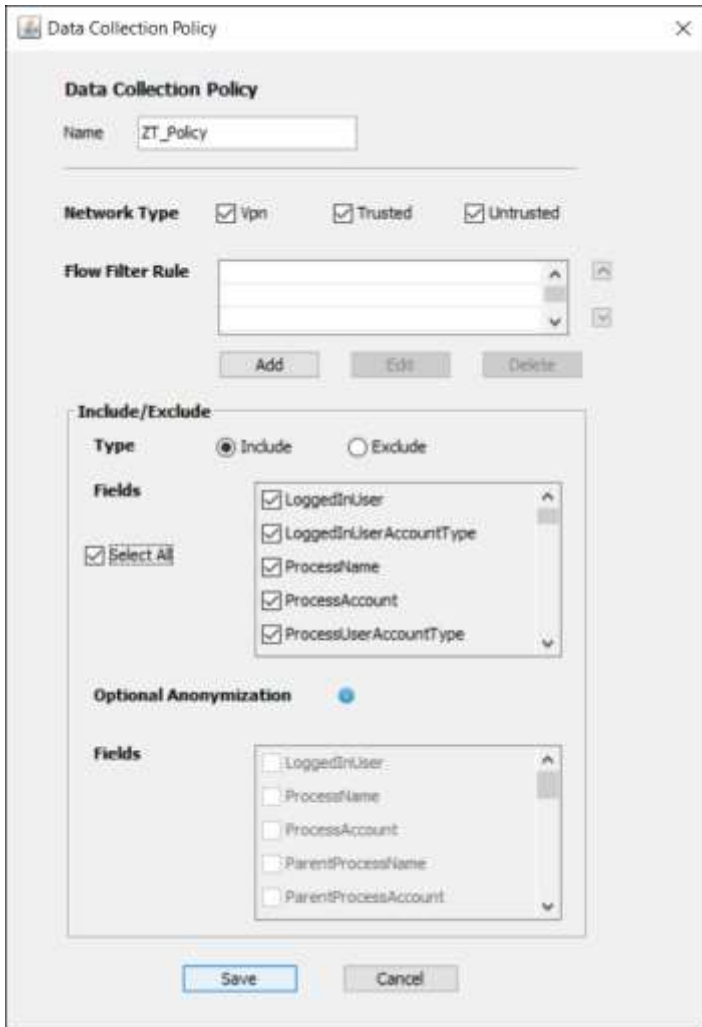 Data Collection Policy
Data Collection Policy
Name ZT_Policy
Network Type Vpn Trusted Untrusted
Flow Filter Rule
Add Edit Delete
Include/Exclude
Type Include Exclude
Fields
LoggedInUser
LoggedInUserAccountType
Select All
ProcessName
ProcessAccount
ProcessUserAccountType
Optional Anonymization
Fields
LoggedInUser
ProcessName
ProcessAccount
ParentProcessName
ParentProcessAccount
Save Cancel